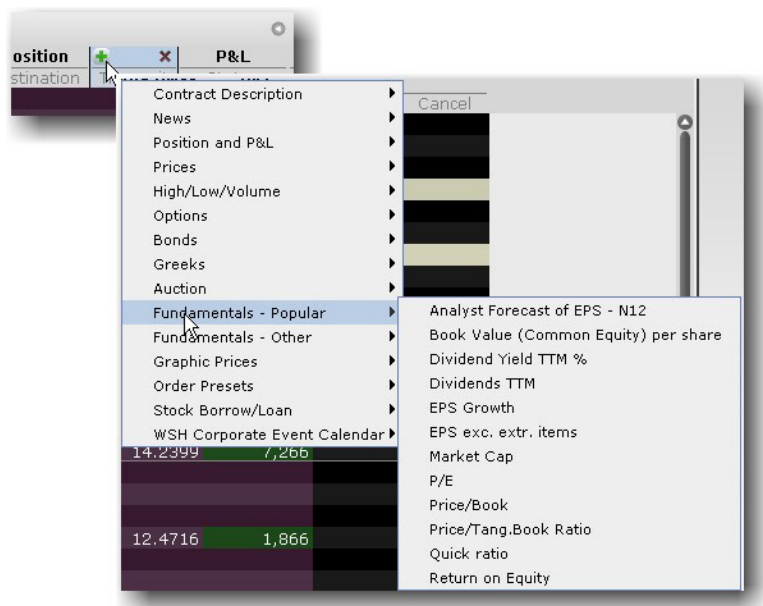 osition P&L
stination
Cancel
Contract Description
News
Position and P&L
Prices
High/Low/Volume
Options
Bonds
Greeks
Auction
Fundamentals - Popular
Fundamentals - Other
Graphic Prices
Order Presets
Stock Borrow/Loan
WSH Corporate Event Calendar
Analyst Forecast of EPS - N12
Book Value (Common Equity) per share
Dividend Yield TTM %
Dividends TTM
EPS Growth
EPS exc. extr. items
Market Cap
P/E
Price/Book
Price/Tang.Book Ratio
Quick ratio
Return on Equity
14.2399 7,266
12.4716 1,866